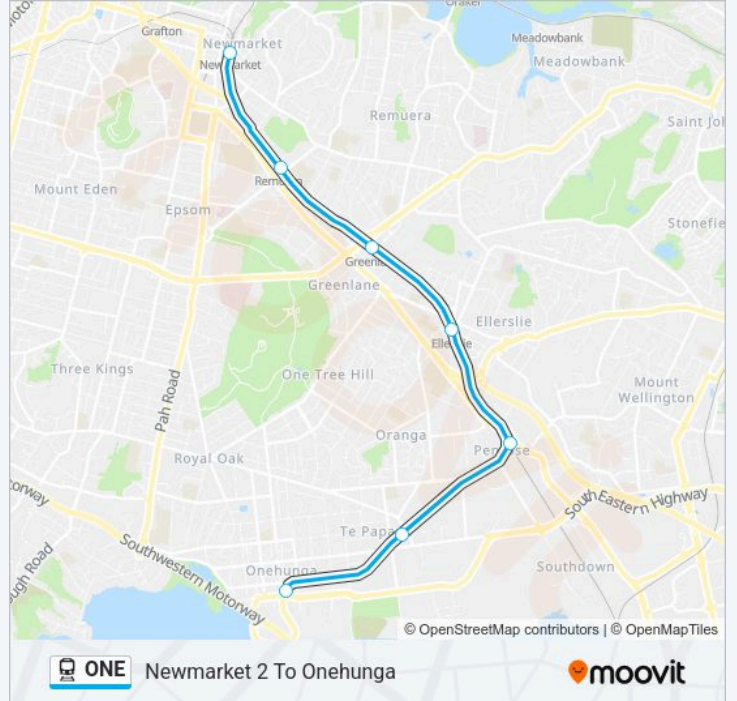 Orakei
Grafton
Newmarket
Newmarket
Meadowbank
Meadowbank
Remuera
Saint Jo
Remuera
Mount Eden
Epsom
Stonefie
Greenla
Greenlane
Ellerslie
Ellerslie
Three Kings
One Tree Hill
Mount
Wellington
Pah Road
Oranga
Royal Oak
Penrose
South Eastern Highway
Te Papa
Southwestern Motorway
Onehunga
Southdown
ugh Road
© OpenStreetMap contributors | © OpenMapTiles
ONE Newmarket 2 To Onehunga
moovit